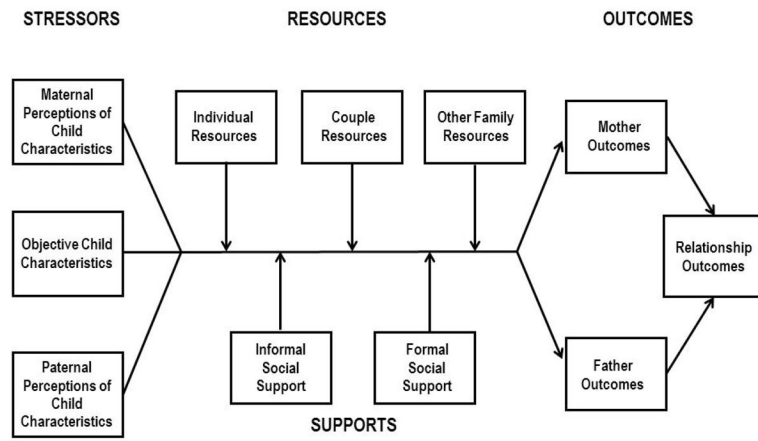 STRESSORS
RESOURCES
OUTCOMES
Maternal
Perceptions of
Child
Characteristics
Individual
Resources
Couple
Resources
Other Family
Resources
Mother
Outcomes
Objective Child
Characteristics
Relationship
Outcomes
Paternal
Perceptions of
Child
Characteristics
Informal
Social
Support
Formal
Social
Support
Father
Outcomes
SUPPORTS